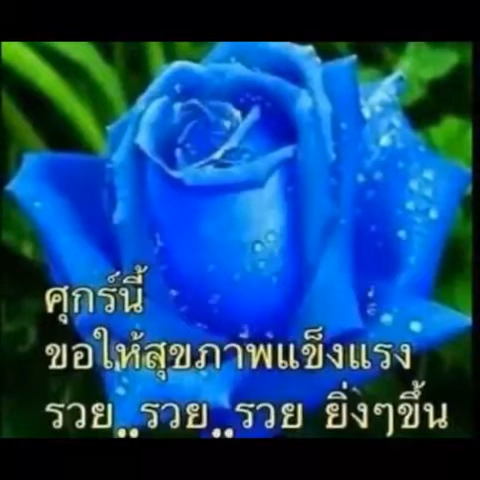 ศุกร์นี้
ขอให้สุขภาพแข็งแรง
รวย,,รวย,,รวย ยิ่งๆขึ้น